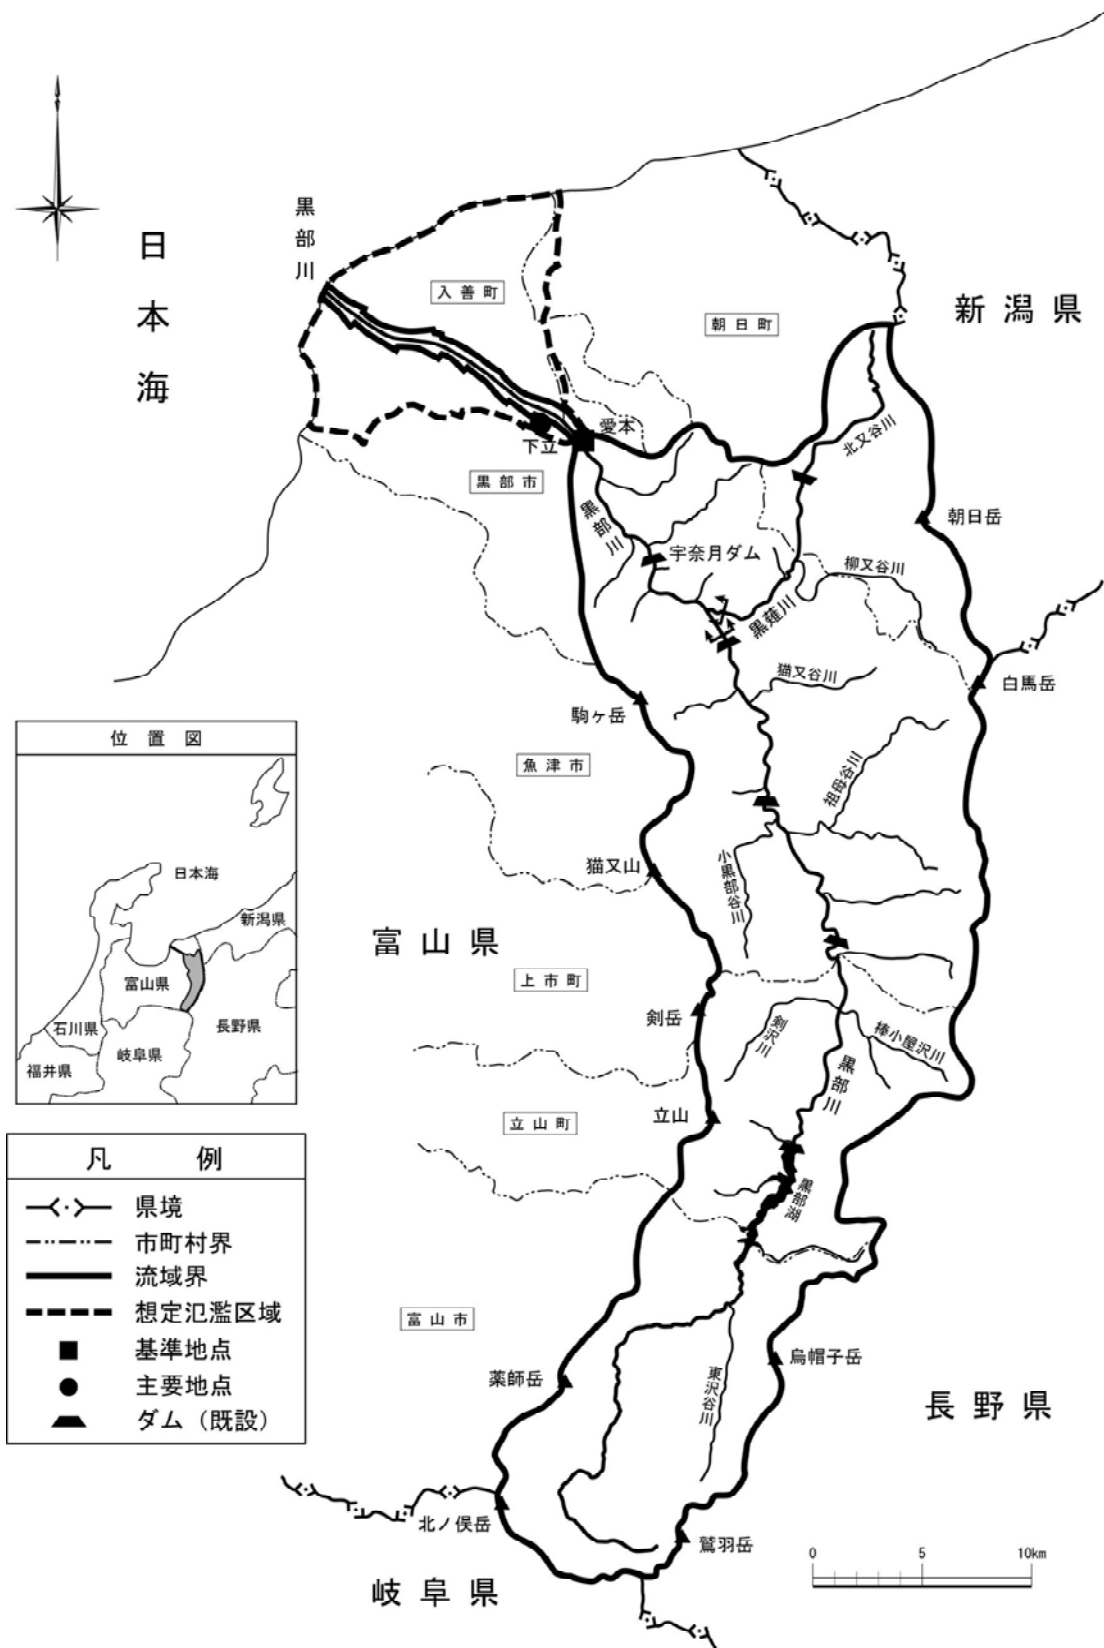 黒部川
日本海
入善町
朝日町
新潟県
愛本
下立
北又谷川
黒部市
黒部川
宇奈月ダム
朝日岳
柳又谷川
黒薙川
猫又谷川
白馬岳
駒ヶ岳
魚津市
祖母谷川
猫又山
小黒部谷川
富山県
上市町
剣岳
剣沢川
棒小屋沢川
黒部川
立山
立山町
黒部湖
富山市
烏帽子岳
薬師岳
東沢谷川
長野県
北ノ俣岳
鷲羽岳
岐阜県
0 5 10km
位置図
日本海
新潟県
富山県
石川県
長野県
岐阜県
福井県
凡例
県境
市町村界
流域界
想定氾濫区域
基準地点
主要地点
ダム（既設）